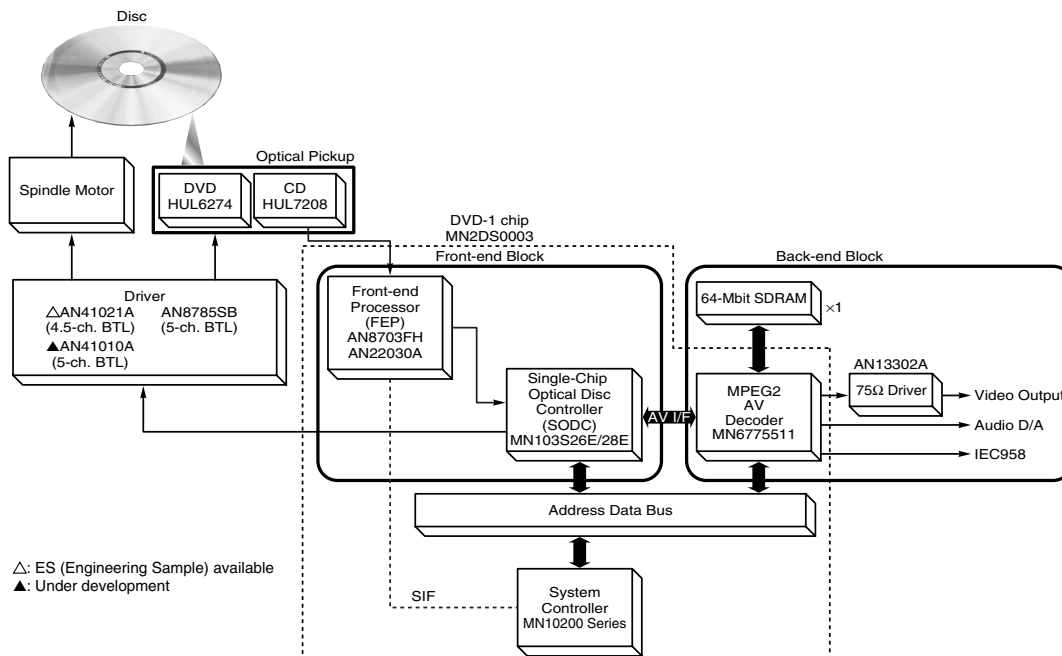 Disc
Optical Pickup
Spindle Motor
DVD
HUL6274
CD
HUL7208
DVD-1 chip
MN2DS0003
Front-end Block
Back-end Block
Driver
△AN41021A
(4.5-ch. BTL)
▲AN41010A
(5-ch. BTL)
AN8785SB
(5-ch. BTL)
Front-end
Processor
(FEP)
AN8703FH
AN22030A
64-Mbit SDRAM
×1
Single-Chip
Optical Disc
Controller
(SODC)
MN103S26E/28E
AV I/F
MPEG2
AV
Decoder
MN6775511
AN13302A
75Ω Driver
Video Output
Audio D/A
IEC958
Address Data Bus
△: ES (Engineering Sample) available
▲: Under development
SIF
System
Controller
MN10200 Series